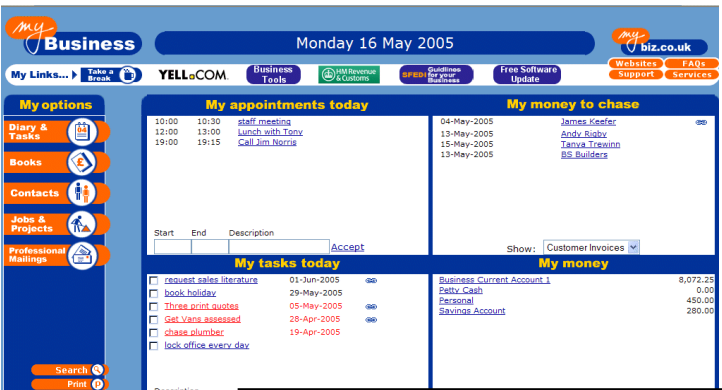 my Business
Monday 16 May 2005
my biz.co.uk
Websites FAQs
Support Services
My Links... Take a Break
YELL.COM
Business Tools
HM Revenue & Customs
SFEDI Guidlines for your Business
Free Software Update
My options
Diary & Tasks
04
Books
£
Contacts
Jobs & Projects
Professional Mailings
Search
Print P
My appointments today
10:00 10:30 staff meeting
12:00 13:00 Lunch with Tony
19:00 19:15 Call Jim Norris
Start End Description
Accept
My money to chase
04-May-2005 James Keefer
13-May-2005 Andy Rigby
15-May-2005 Tanya Trewinn
13-May-2005 BS Builders
Show: Customer Invoices
My tasks today
request sales literature 01-Jun-2005
book holiday 29-May-2005
Three print quotes 05-May-2005
Get Vans assessed 28-Apr-2005
chase plumber 19-Apr-2005
lock office every day
My money
Business Current Account 1 8,072.25
Petty Cash 0.00
Personal 450.00
Savings Account 280.00